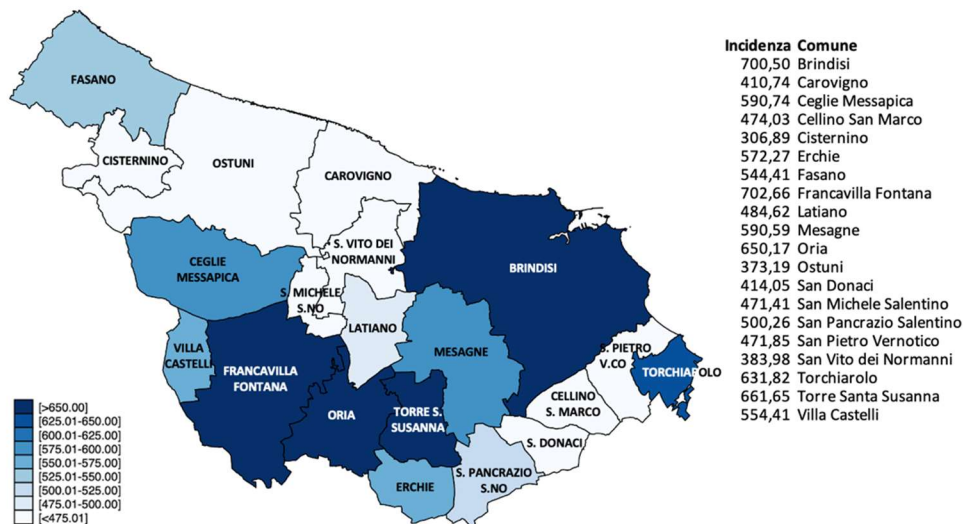 FASANO
CISTERNINO
OSTUNI
CAROVIGNO
S. VITO DEI
NORMANNI
BRINDISI
CEGLIE
MESSAPICA
S. MICHELE
S.NO
LATIANO
MESAGNE
VILLA
CASTELLI
FRANCAVILLA
FONTANA
ORIA
TORRE S.
SUSANNA
S. PIETRO
V.CO
TORCHIAROLO
CELLINO
S. MARCO
S. DONACI
S. PANCRAZIO
S.NO
ERCHIE
[>650.00]
[625.01-650.00]
[600.01-625.00]
[575.01-600.00]
[550.01-575.00]
[525.01-550.00]
[500.01-525.00]
[475.01-500.00]
[<475.01]
Incidenza Comune
700,50 Brindisi
410,74 Carovigno
590,74 Ceglie Messapica
474,03 Cellino San Marco
306,89 Cisternino
572,27 Erchie
544,41 Fasano
702,66 Francavilla Fontana
484,62 Latiano
590,59 Mesagne
650,17 Oria
373,19 Ostuni
414,05 San Donaci
471,41 San Michele Salentino
500,26 San Pancrazio Salentino
471,85 San Pietro Vernotico
383,98 San Vito dei Normanni
631,82 Torchiarolo
661,65 Torre Santa Susanna
554,41 Villa Castelli